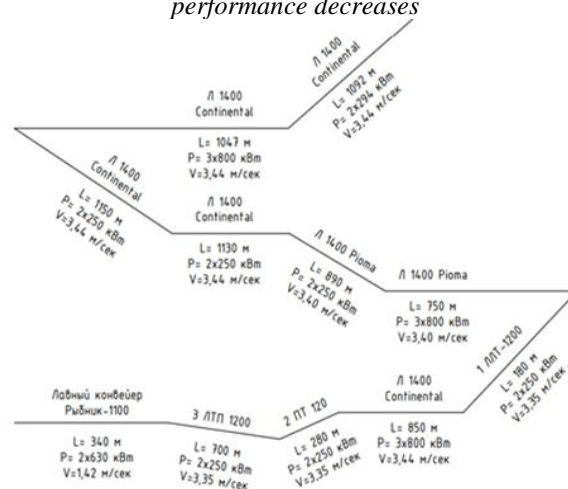 performance decreases
Л 1400
Continental
L= 1092 м
P= 2x294 кВт
V=3,44 м/сек
Л 1400
Continental
L= 1047 м
P= 3x800 кВт
V=3,44 м/сек
Л 1400
Continental
L= 1150 м
P= 2x250 кВт
V=3,44 м/сек
Л 1400
Continental
L= 1130 м
P= 2x250 кВт
V=3,44 м/сек
Л 1400 Pioma
L= 890 м
P= 2x250 кВт
V=3,40 м/сек
Л 1400 Pioma
L= 750 м
P= 3x800 кВт
V=3,40 м/сек
1 ЛЛТ-1200
L= 180 м
P= 2x250 кВт
V=3,35 м/сек
Л 1400
Continental
L= 850 м
P= 3x800 кВт
V=3,44 м/сек
2 ПТ 120
L= 280 м
P= 2x250 кВт
V=3,35 м/сек
3 ЛТП 1200
L= 700 м
P= 2x250 кВт
V=3,35 м/сек
Лавный конвейер
Рыбник-1100
L= 340 м
P= 2x630 кВт
V=1,42 м/сек